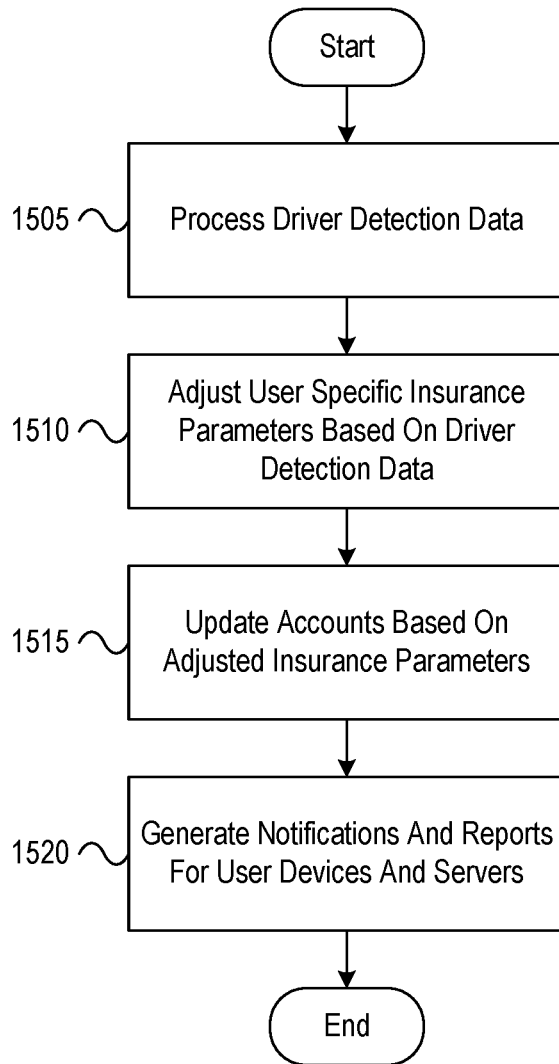 Start
1505
Process Driver Detection Data
1510
Adjust User Specific Insurance
Parameters Based On Driver
Detection Data
1515
Update Accounts Based On
Adjusted Insurance Parameters
1520
Generate Notifications And Reports
For User Devices And Servers
End